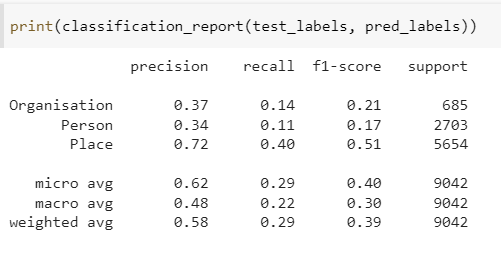 print(classification_report(test_labels, pred_labels))
precision recall f1-score support
Organisation 0.37 0.14 0.21 685
Person 0.34 0.11 0.17 2703
Place 0.72 0.40 0.51 5654
micro avg 0.62 0.29 0.40 9042
macro avg 0.48 0.22 0.30 9042
weighted avg 0.58 0.29 0.39 9042